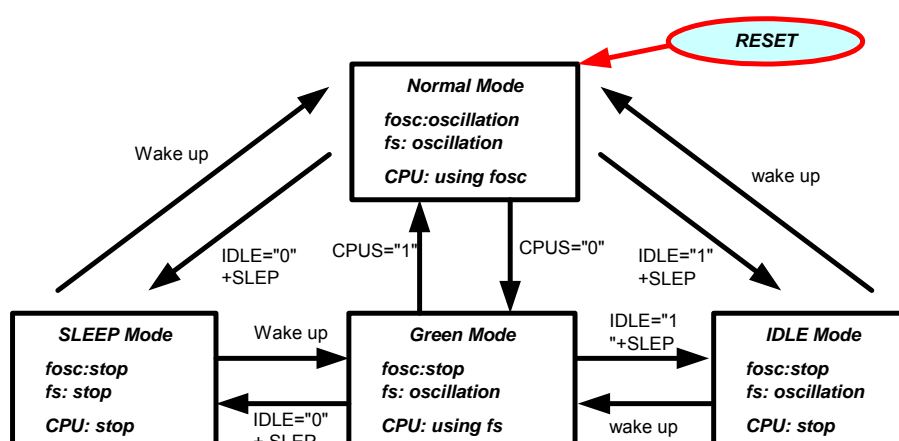 RESET
Normal Mode
fosc:oscillation
fs: oscillation
CPU: using fosc
Wake up
wake up
IDLE="0"
+SLEP
CPUS="1"
CPUS="0"
IDLE="1"
+SLEP
SLEEP Mode
fosc:stop
fs: stop
CPU: stop
Wake up
IDLE="0"
+ SLEP
Green Mode
fosc:stop
fs: oscillation
CPU: using fs
IDLE="1
"+SLEP
wake up
IDLE Mode
fosc:stop
fs: oscillation
CPU: stop